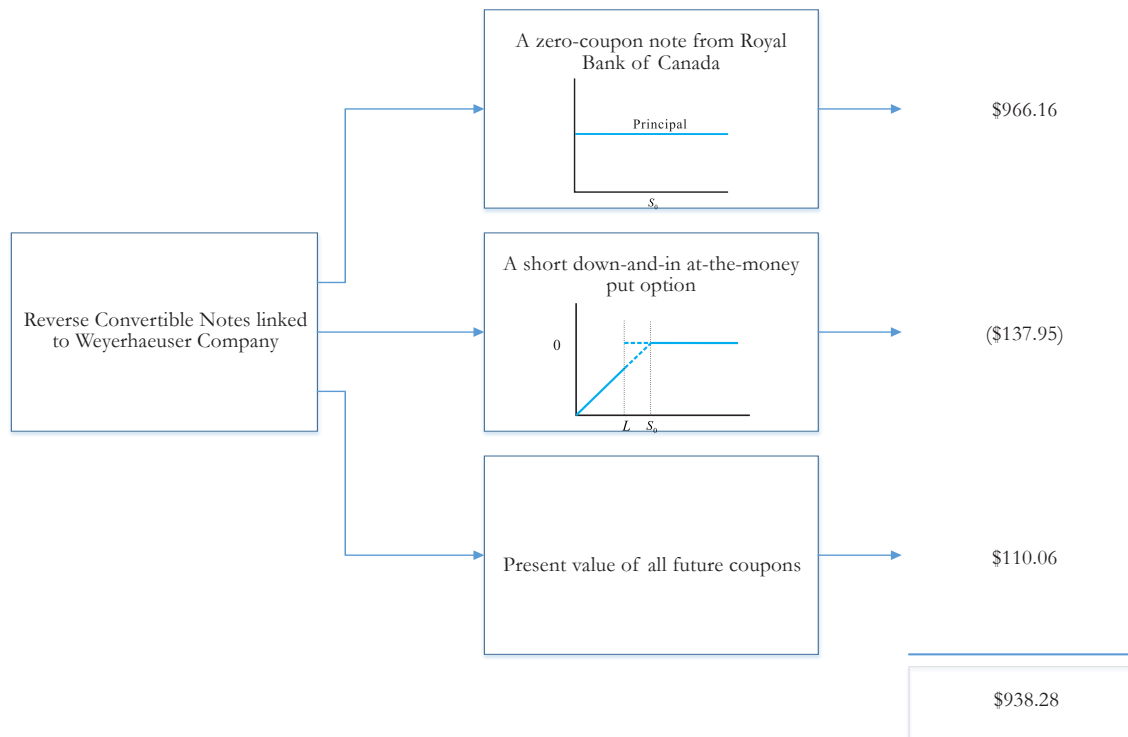 A zero-coupon note from Royal
Bank of Canada
Principal
S₀
$966.16
Reverse Convertible Notes linked
to Weyerhaeuser Company
A short down-and-in at-the-money
put option
0
L S₀
($137.95)
Present value of all future coupons
$110.06
$938.28